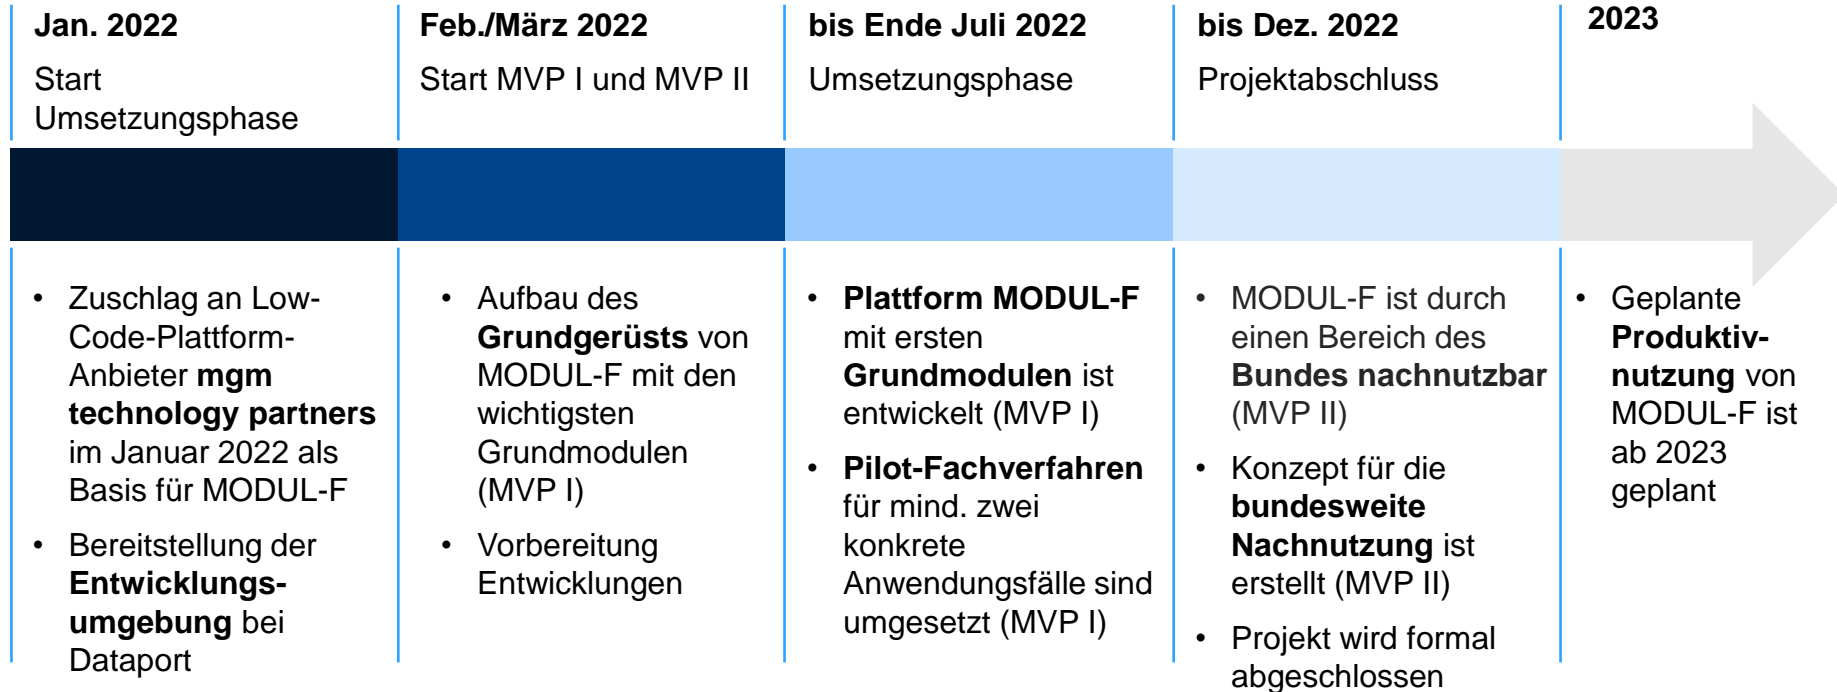 Jan. 2022
Start
Umsetzungsphase
Feb./März 2022
Start MVP I und MVP II
bis Ende Juli 2022
Umsetzungsphase
bis Dez. 2022
Projektabschluss
2023
• Zuschlag an Low-
Code-Plattform-
Anbieter mgm
technology partners
im Januar 2022 als
Basis für MODUL-F
• Bereitstellung der
Entwicklungs-
umgebung bei
Dataport
• Aufbau des
Grundgerüsts von
MODUL-F mit den
wichtigsten
Grundmodulen
(MVP I)
• Vorbereitung
Entwicklungen
• Plattform MODUL-F
mit ersten
Grundmodulen ist
entwickelt (MVP I)
• Pilot-Fachverfahren
für mind. zwei
konkrete
Anwendungsfälle sind
umgesetzt (MVP I)
• MODUL-F ist durch
einen Bereich des
Bundes nachnutzbar
(MVP II)
• Konzept für die
bundesweite
Nachnutzung ist
erstellt (MVP II)
• Projekt wird formal
abgeschlossen
• Geplante
Produktiv-
nutzung von
MODUL-F ist
ab 2023
geplant